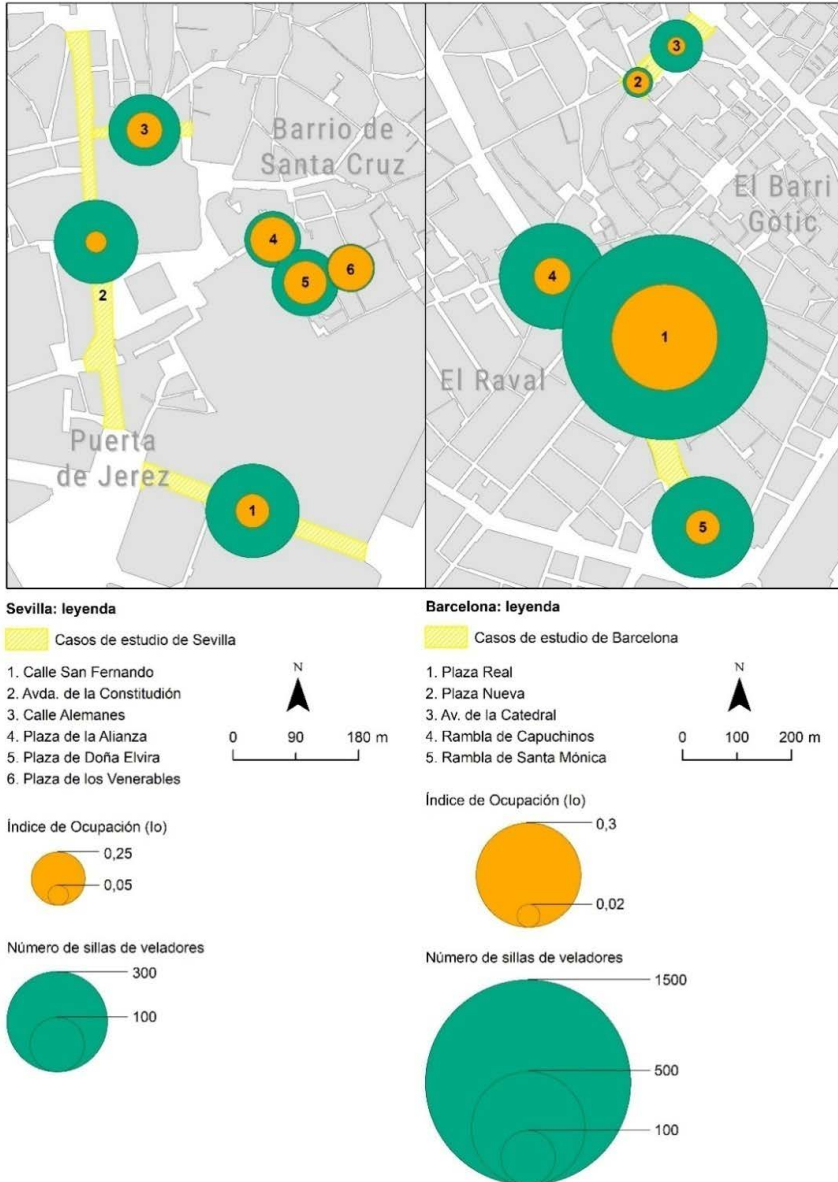 3
Barrio de
Santa Cruz
4
5
6
2
Puerta
de Jerez
1
3
2
El Barri
Gòtic
4
1
El Raval
5
Sevilla: leyenda
Casos de estudio de Sevilla
1. Calle San Fernando
2. Avda. de la Constitudión
3. Calle Alemanes
4. Plaza de la Alianza
5. Plaza de Doña Elvira
6. Plaza de los Venerables
N
0 90 180 m
Índice de Ocupación (Io)
0,25
0,05
Número de sillas de veladores
300
100
Barcelona: leyenda
Casos de estudio de Barcelona
1. Plaza Real
2. Plaza Nueva
3. Av. de la Catedral
4. Rambla de Capuchinos
5. Rambla de Santa Mónica
N
0 100 200 m
Índice de Ocupación (Io)
0,3
0,02
Número de sillas de veladores
1500
500
100